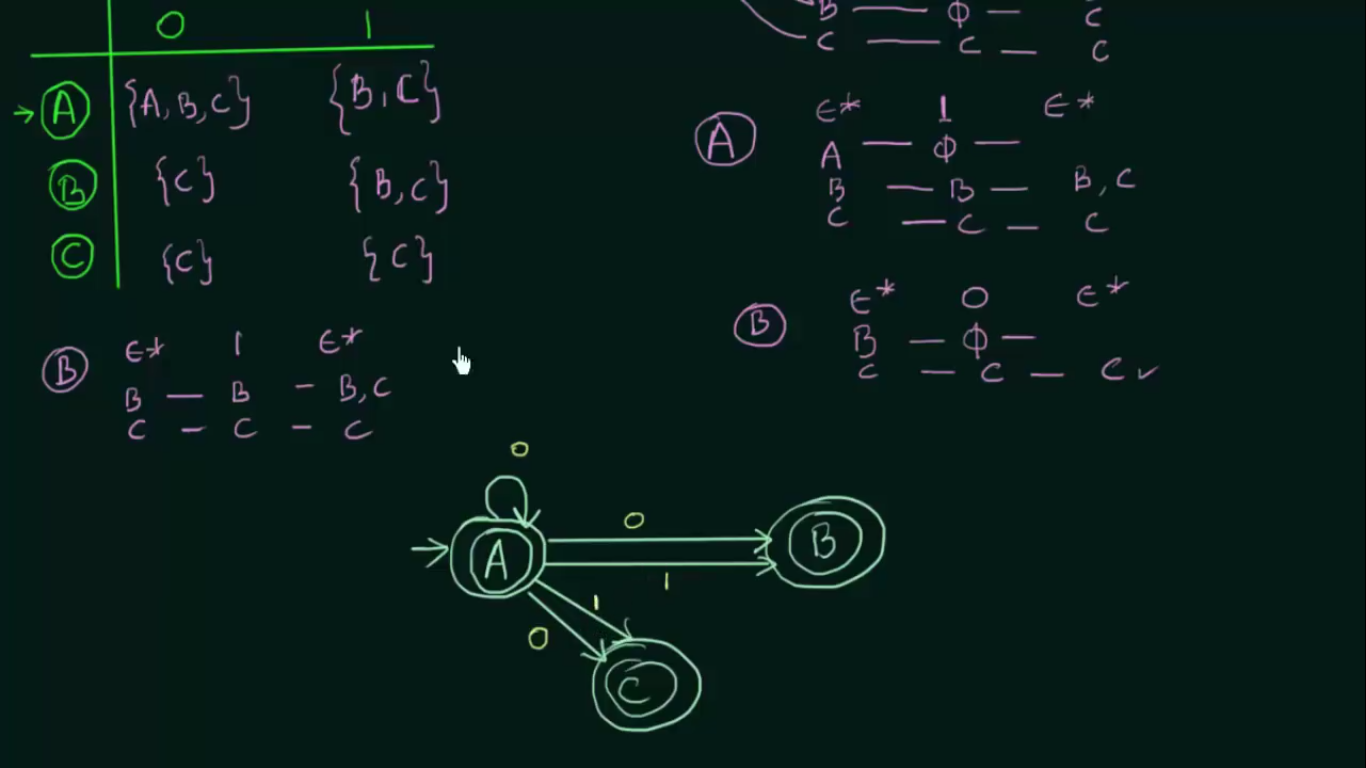 0 1
B — Φ — C
C — C — C
→ A {A,B,C} {B,C}
B {C} {B,C}
C {C} {C}
A ∈* 1 ∈*
A — Φ —
B — B — B,C
C — C — C
B ∈* 0 ∈*
B — Φ —
C — C — C ✓
B ∈* 1 ∈*
B — B — B,C
C — C — C
0
0
A B
1
1
0
C